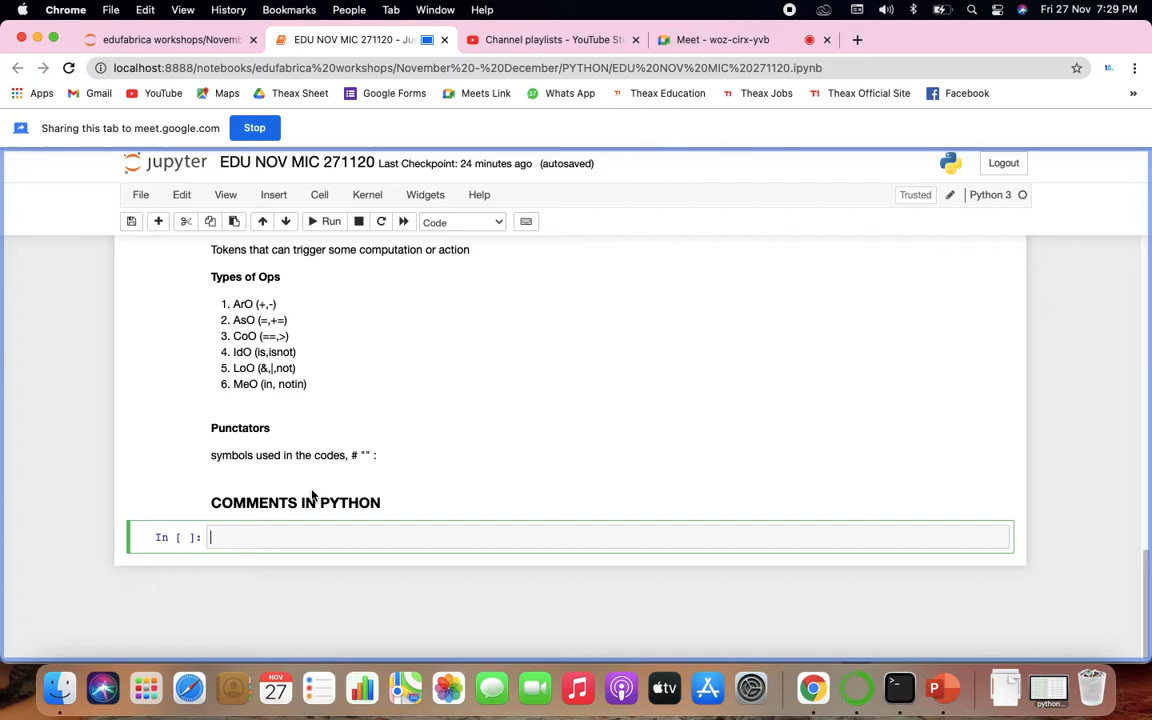 Chrome File Edit View History Bookmarks People Tab Window Help Fri 27 Nov 7:29 PM
edufabrica workshops/Novemb EDU NOV MIC 271120 - Ju Channel playlists - YouTube St Meet - woz-cirx-yvb
localhost:8888/notebooks/edufabrica%20workshops/November%20-%20December/PYTHON/EDU%20NOV%20MIC%20271120.ipynb
Apps Gmail YouTube Maps Theax Sheet Google Forms Meets Link Whats App Theax Education Theax Jobs Theax Official Site Facebook »
Sharing this tab to meet.google.com Stop
jupyter EDU NOV MIC 271120 Last Checkpoint: 24 minutes ago (autosaved) Logout
File Edit View Insert Cell Kernel Widgets Help Trusted Python 3
Run Code
Tokens that can trigger some computation or action
Types of Ops
1. ArO (+,-)
2. AsO (=,+=)
3. CoO (==,>)
4. IdO (is,isnot)
5. LoO (&,|,not)
6. MeO (in, notin)
Punctators
symbols used in the codes, # "" :
COMMENTS IN PYTHON
In [ ]:
NOV
27
tv
python...